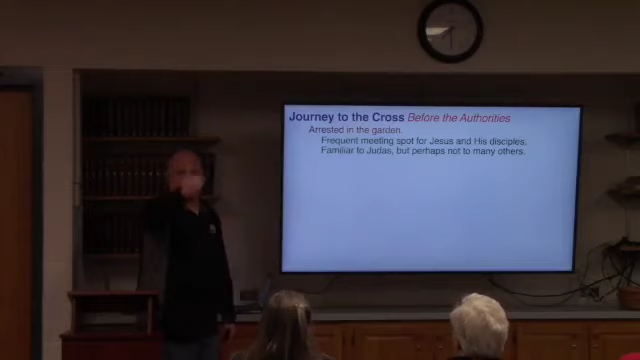 Journey to the Cross Before the Authorities
Arrested in the garden.
Frequent meeting spot for Jesus and His disciples.
Familiar to Judas, but perhaps not to many others.